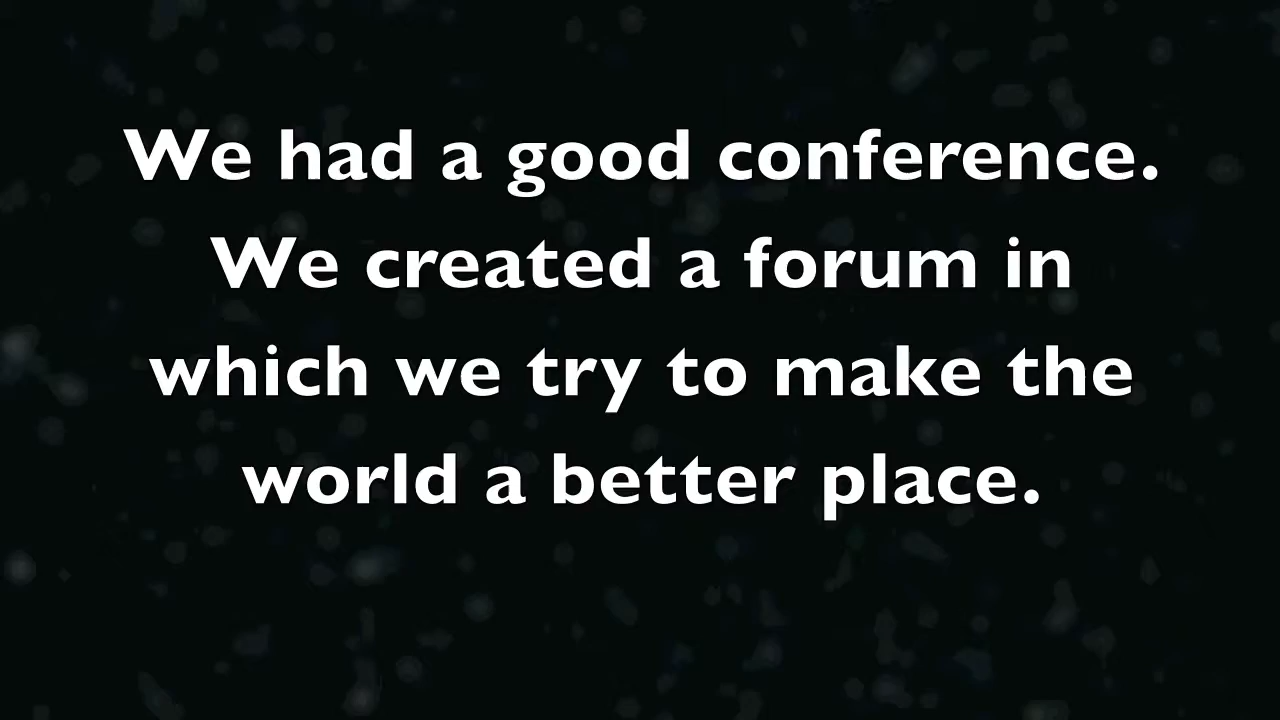 We had a good conference.
We created a forum in
which we try to make the
world a better place.